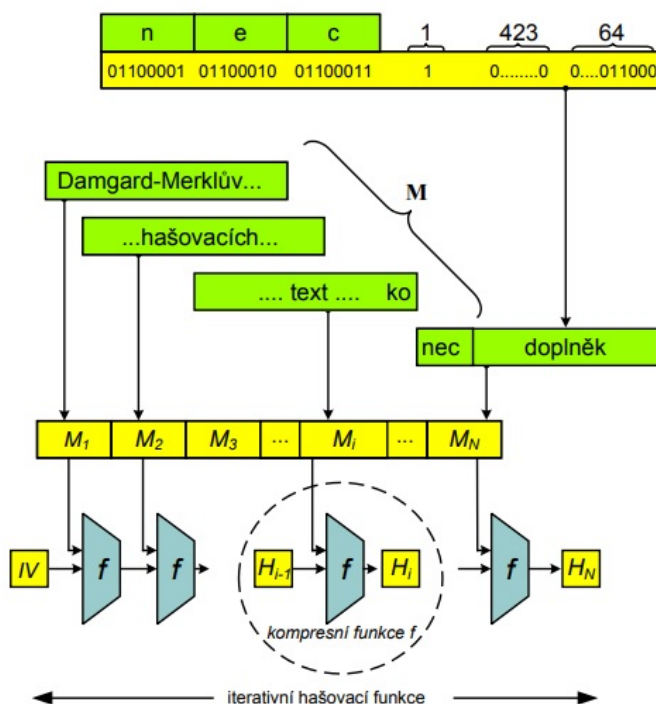 n e c 1 423 64
01100001 01100010 01100011 1 0........0 0....011000
Damgard-Merklův...
M
...hašovacích...
.... text .... ko
nec doplněk
M1 M2 M3 ... Mi ... MN
IV f f Hi-1 f Hi f HN
kompresní funkce f
iterativní hašovací funkce